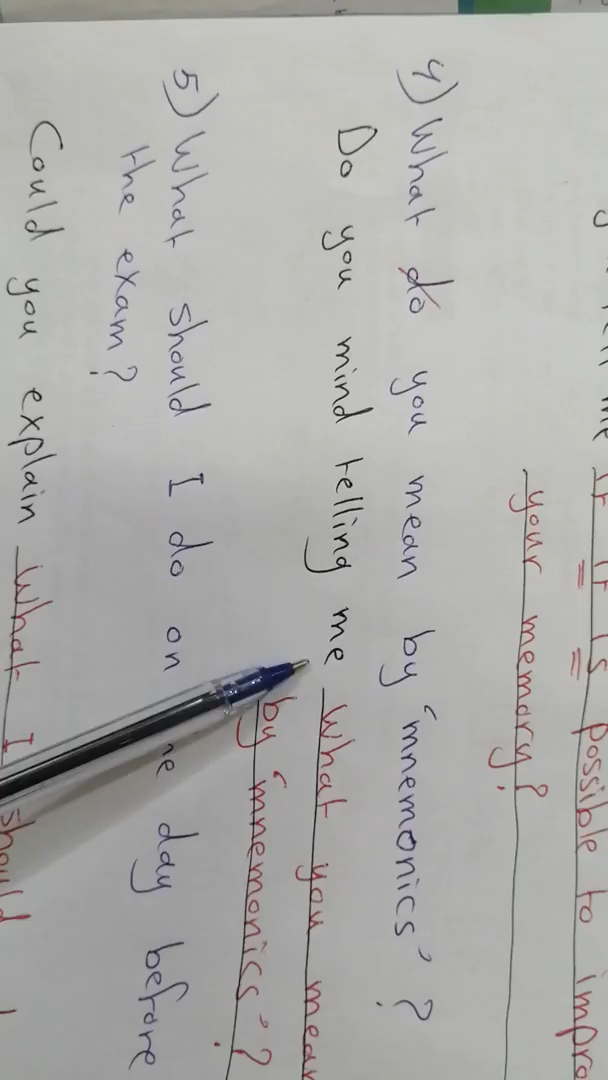 me if it is possible to
your memory?
4) What do you mean by 'mnemonics'?
Do you mind telling me what you mean
by 'mnemonics'?
5) What should I do on day before
the exam?
Could you explain what I should